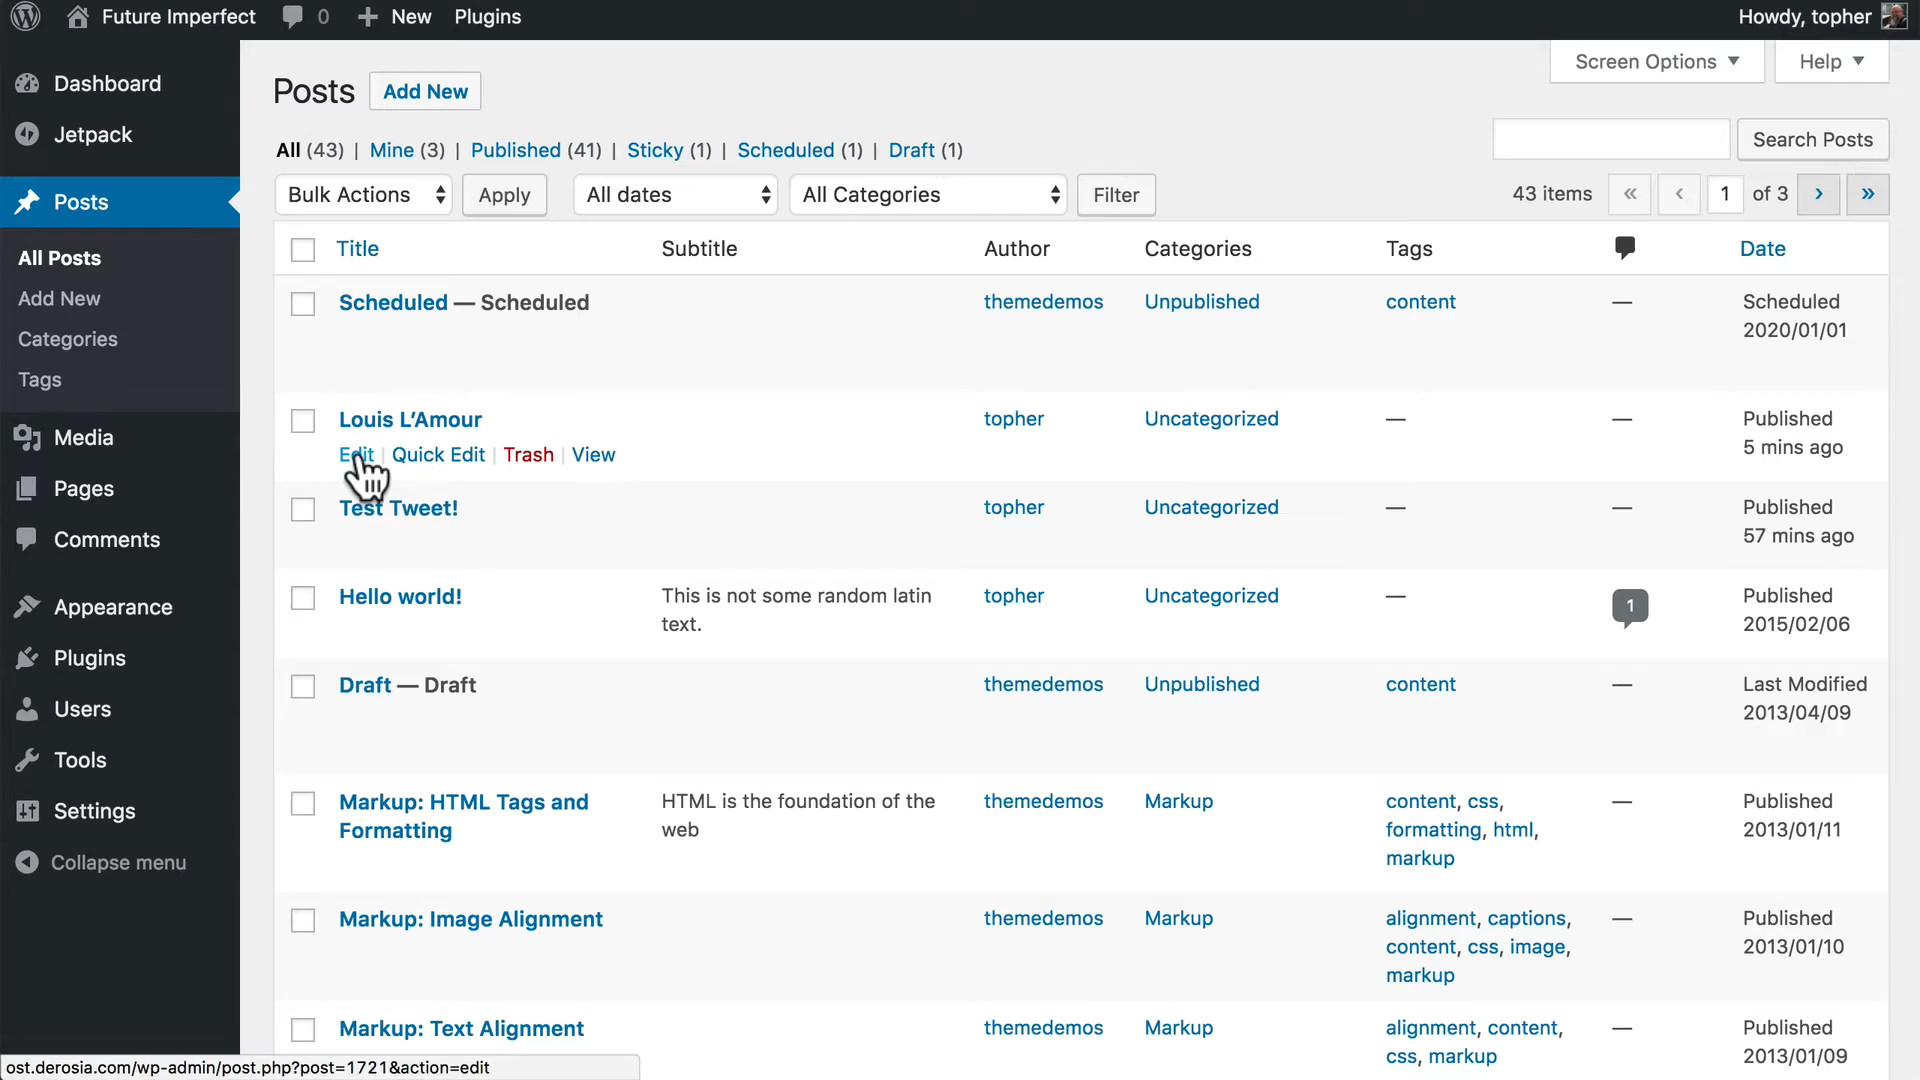 Future Imperfect 0 New Plugins Howdy, topher
Dashboard
Jetpack
Posts
All Posts
Add New
Categories
Tags
Media
Pages
Comments
Appearance
Plugins
Users
Tools
Settings
Collapse menu
Screen Options Help
Posts Add New
Search Posts
All (43) | Mine (3) | Published (41) | Sticky (1) | Scheduled (1) | Draft (1)
Bulk Actions Apply All dates All Categories Filter 43 items « ‹ 1 of 3 › »
Title Subtitle Author Categories Tags Date
Scheduled — Scheduled themedemos Unpublished content — Scheduled
2020/01/01
Louis L’Amour topher Uncategorized — — Published
5 mins ago
Edit | Quick Edit | Trash | View
Test Tweet! topher Uncategorized — — Published
57 mins ago
Hello world! This is not some random latin topher Uncategorized — 1 Published
text. 2015/02/06
Draft — Draft themedemos Unpublished content — Last Modified
2013/04/09
Markup: HTML Tags and HTML is the foundation of the themedemos Markup content, css, — Published
Formatting web formatting, html, 2013/01/11
markup
Markup: Image Alignment themedemos Markup alignment, captions, — Published
content, css, image, 2013/01/10
markup
Markup: Text Alignment themedemos Markup alignment, content, — Published
css, markup 2013/01/09
ost.derosia.com/wp-admin/post.php?post=1721&action=edit